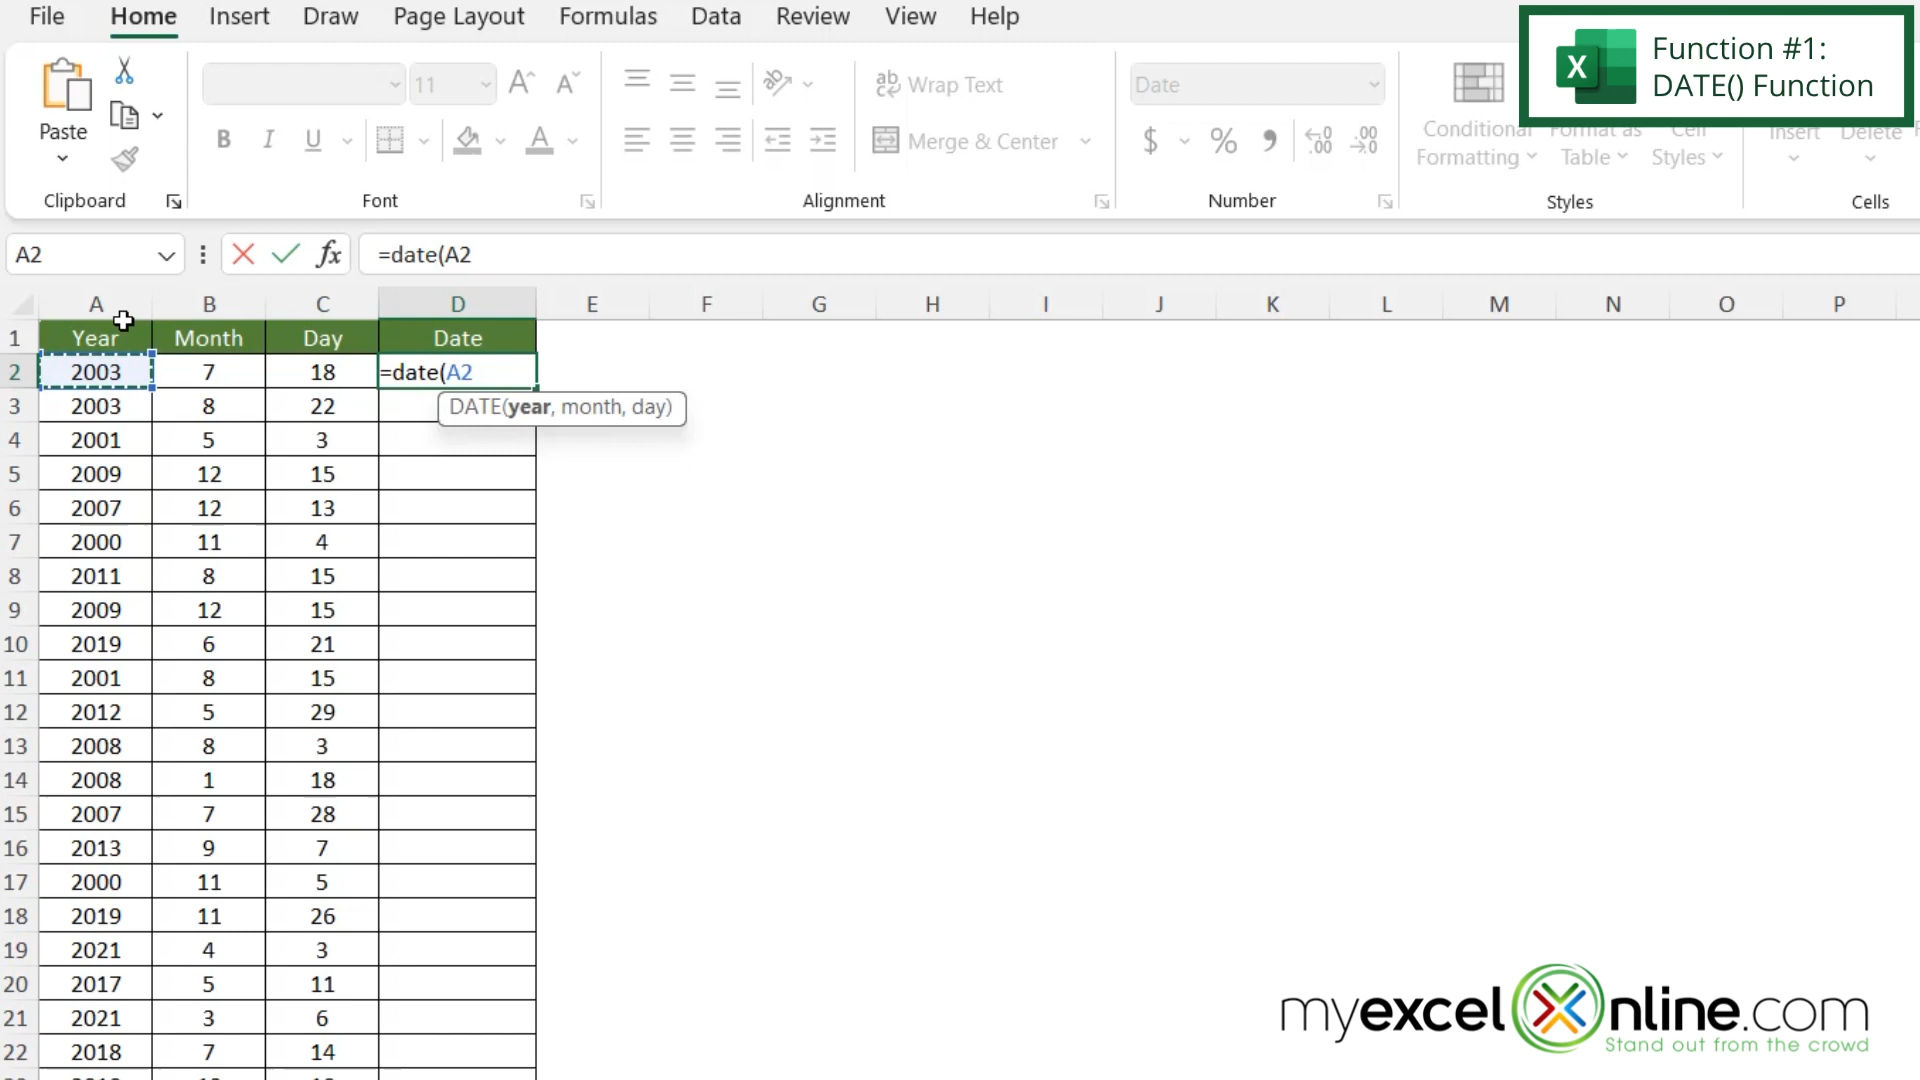 File Home Insert Draw Page Layout Formulas Data Review View Help
Function #1:
DATE() Function
Paste
11
B I U
ab Wrap Text
Merge & Center
Date
$ % 9
Conditional Formatting
Format as Table
Cell Styles
Insert Delete
Clipboard Font Alignment Number Styles Cells
A2 fx =date(A2
A B C D E F G H I J K L M N O P
1 Year Month Day Date
2 2003 7 18 =date(A2
DATE(year, month, day)
3 2003 8 22
4 2001 5 3
5 2009 12 15
6 2007 12 13
7 2000 11 4
8 2011 8 15
9 2009 12 15
10 2019 6 21
11 2001 8 15
12 2012 5 29
13 2008 8 3
14 2008 1 18
15 2007 7 28
16 2013 9 7
17 2000 11 5
18 2019 11 26
19 2021 4 3
20 2017 5 11
21 2021 3 6
22 2018 7 14
myexcelonline.com
Stand out from the crowd